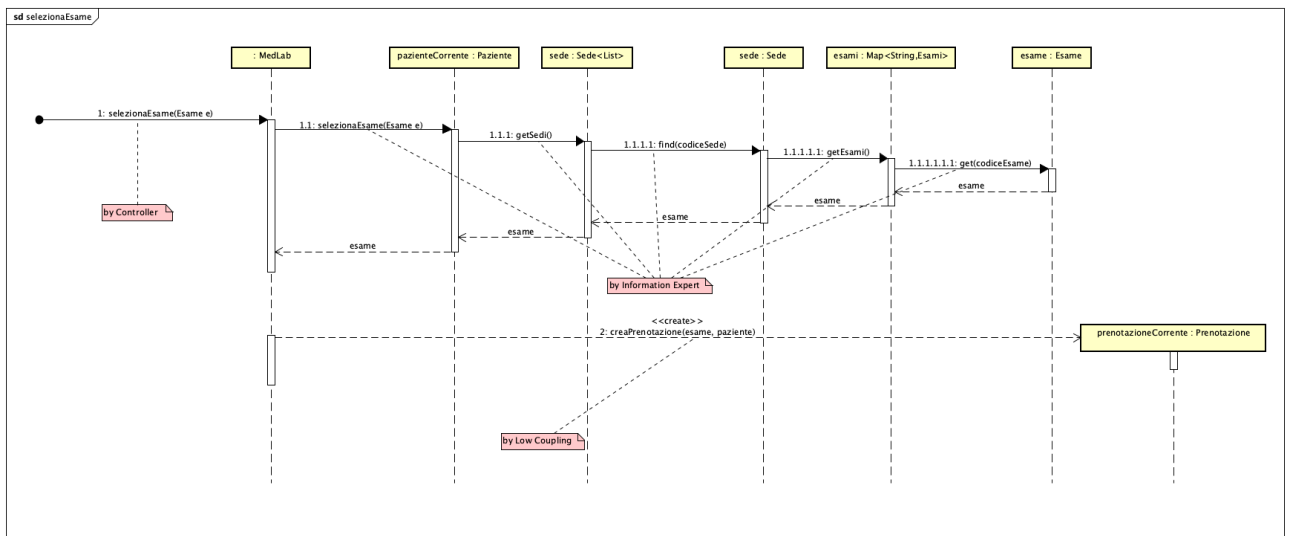 sd selezionaEsame
: MedLab
pazienteCorrente : Paziente
sede : Sede<List>
sede : Sede
esami : Map<String,Esami>
esame : Esame
1: selezionaEsame(Esame e)
1.1: selezionaEsame(Esame e)
1.1.1: getSedi()
1.1.1.1: find(codiceSede)
1.1.1.1.1: getEsami()
1.1.1.1.1.1: get(codiceEsame)
esame
esame
esame
esame
esame
by Controller
by Information Expert
<<create>>
2: creaPrenotazione(esame, paziente)
prenotazioneCorrente : Prenotazione
by Low Coupling